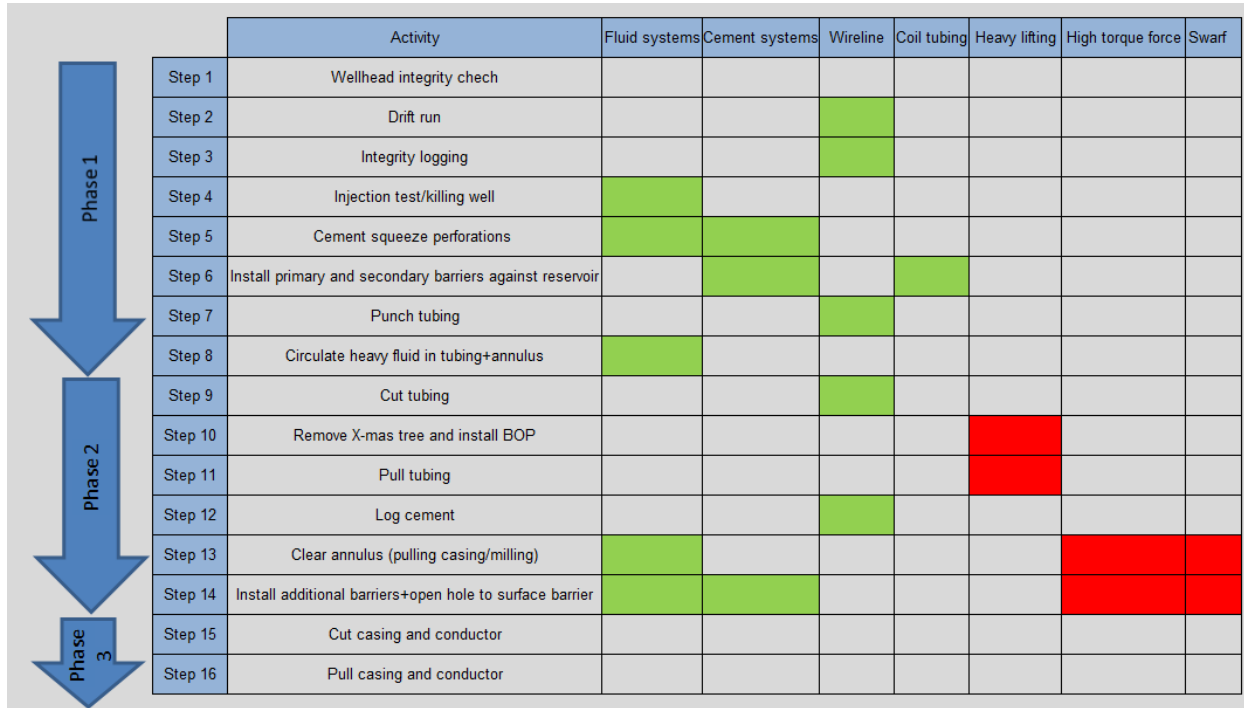 Activity Fluid systems Cement systems Wireline Coil tubing Heavy lifting High torque force Swarf
Phase 1
Step 1 Wellhead integrity chech
Step 2 Drift run
Step 3 Integrity logging
Step 4 Injection test/killing well
Step 5 Cement squeeze perforations
Step 6 Install primary and secondary barriers against reservoir
Step 7 Punch tubing
Step 8 Circulate heavy fluid in tubing+annulus
Phase 2
Step 9 Cut tubing
Step 10 Remove X-mas tree and install BOP
Step 11 Pull tubing
Step 12 Log cement
Step 13 Clear annulus (pulling casing/milling)
Step 14 Install additional barriers+open hole to surface barrier
Phase
3
Step 15 Cut casing and conductor
Step 16 Pull casing and conductor